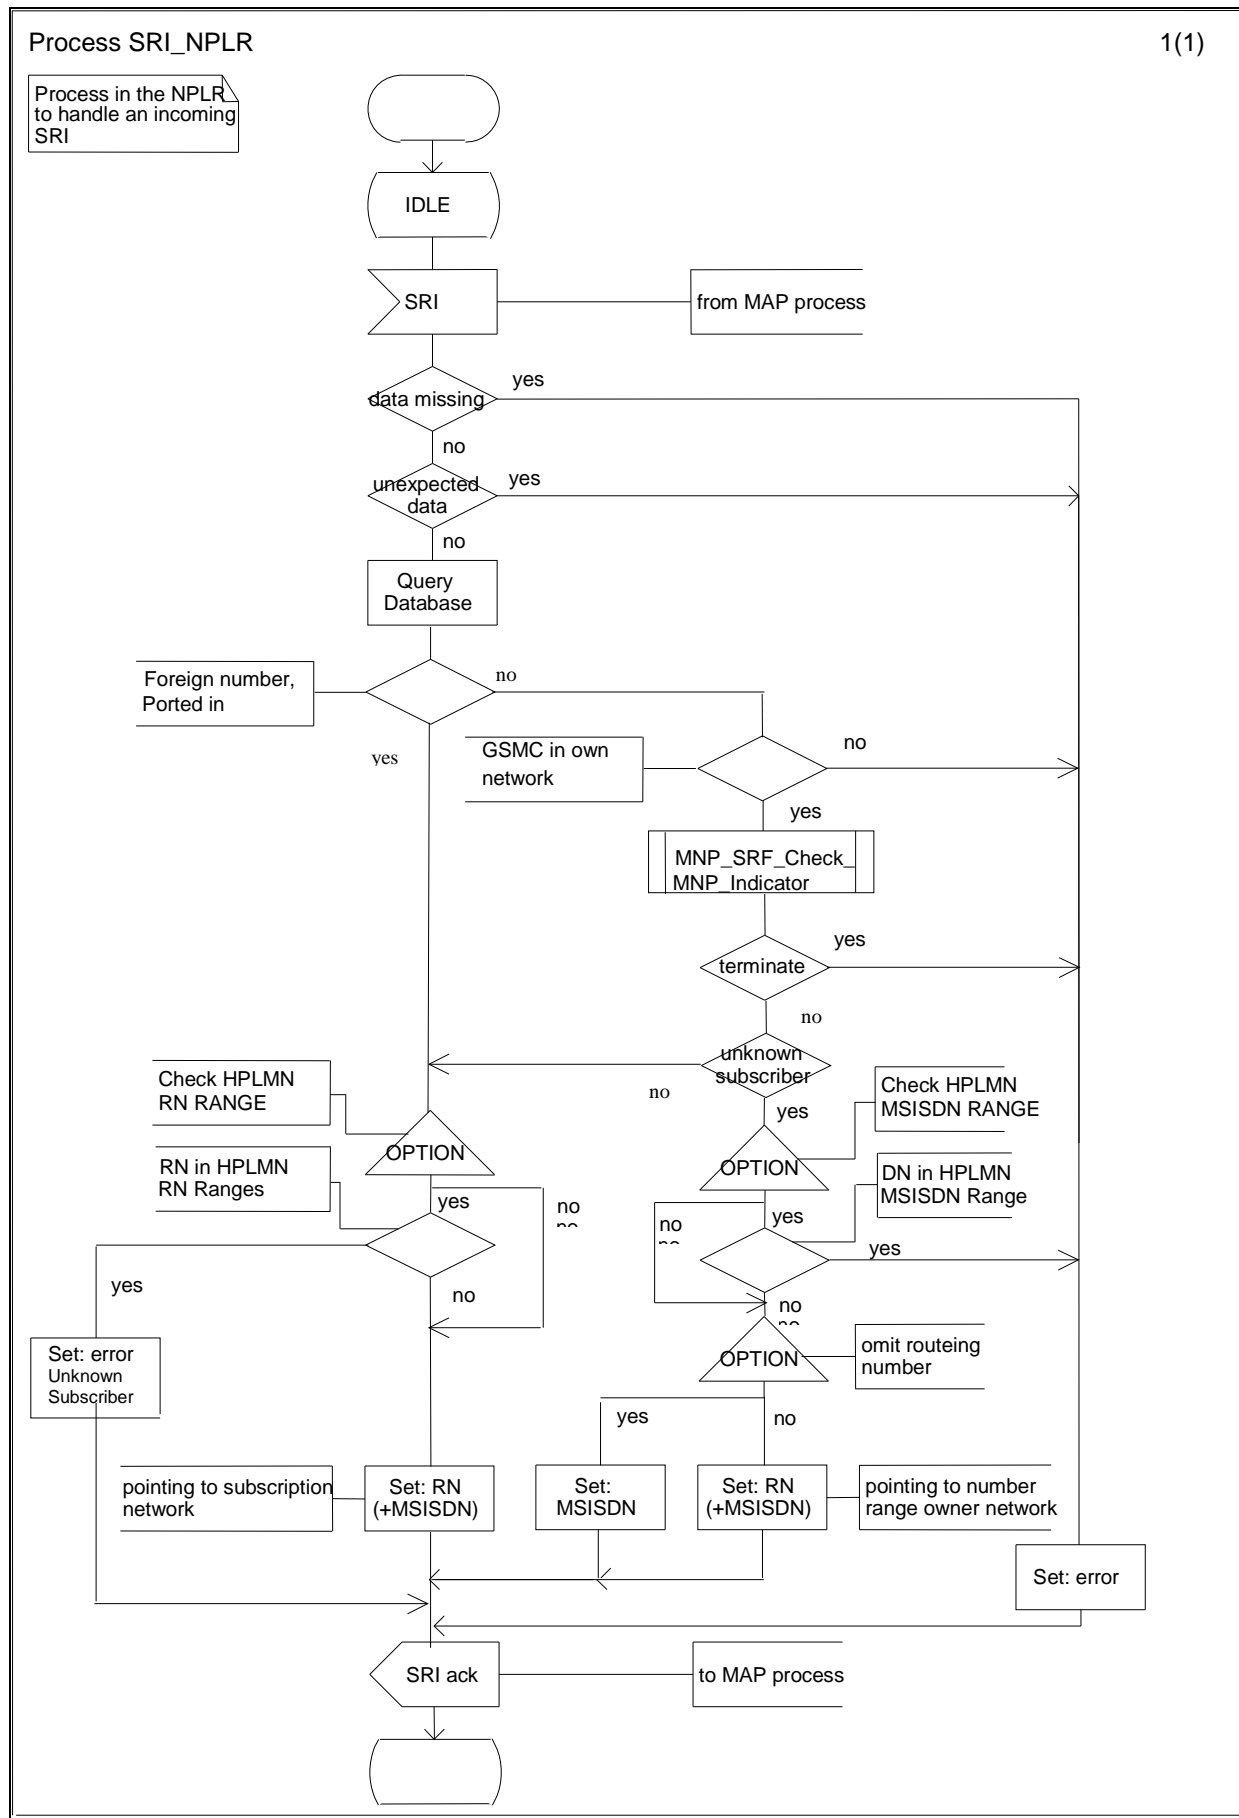 Process SRI_NPLR
1(1)
Process in the NPLR
to handle an incoming
SRI
IDLE
SRI
from MAP process
yes
data missing
no
unexpected
data
yes
no
Query
Database
Foreign number,
Ported in
no
yes
GSMC in own
network
no
yes
MNP_SRF_Check_
MNP_Indicator
terminate
yes
no
unknown
subscriber
no
yes
Check HPLMN
RN RANGE
OPTION
Check HPLMN
MSISDN RANGE
OPTION
RN in HPLMN
RN Ranges
yes
no
no
DN in HPLMN
MSISDN Range
no
no
yes
yes
yes
no
no
no
Set: error
Unknown
Subscriber
OPTION
omit routeing
number
yes
no
pointing to subscription
network
Set: RN
(+MSISDN)
Set:
MSISDN
Set: RN
(+MSISDN)
pointing to number
range owner network
Set: error
SRI ack
to MAP process